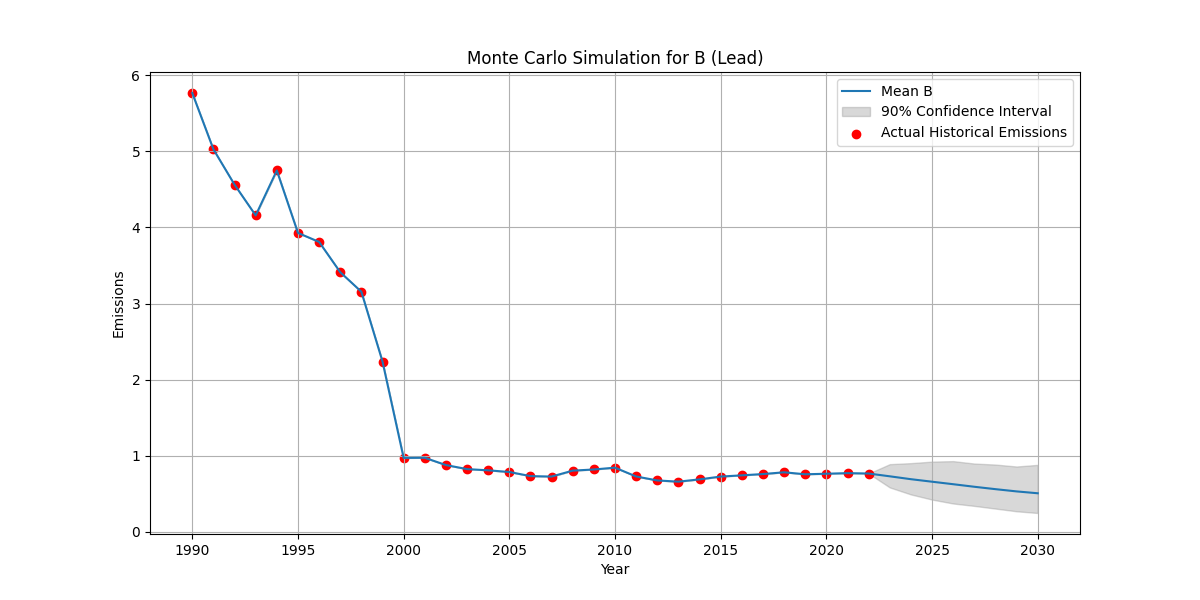 Monte Carlo Simulation for B (Lead)
Mean B
90% Confidence Interval
Actual Historical Emissions
6
5
4
3
2
1
0
Emissions
1990 1995 2000 2005 2010 2015 2020 2025 2030
Year